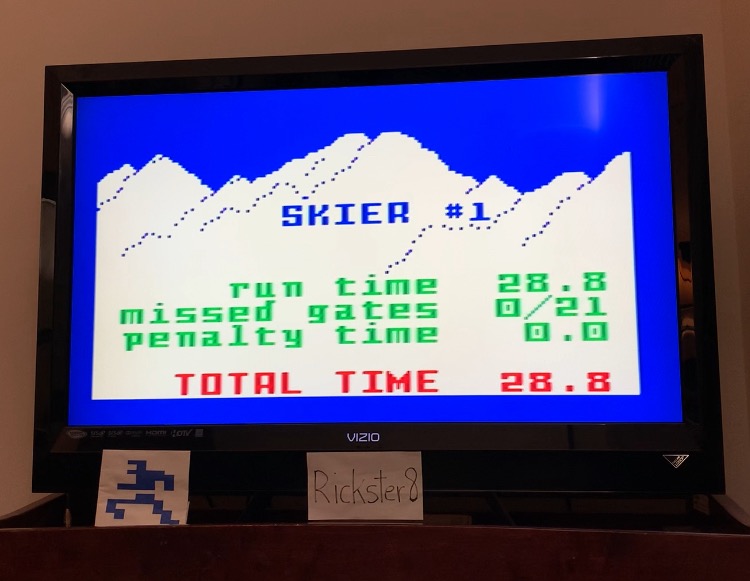 SKIER #1
run time 28.8
missed gates 0/21
penalty time 0.0
TOTAL TIME 28.8
HDMI
VIZIO
Rickster8